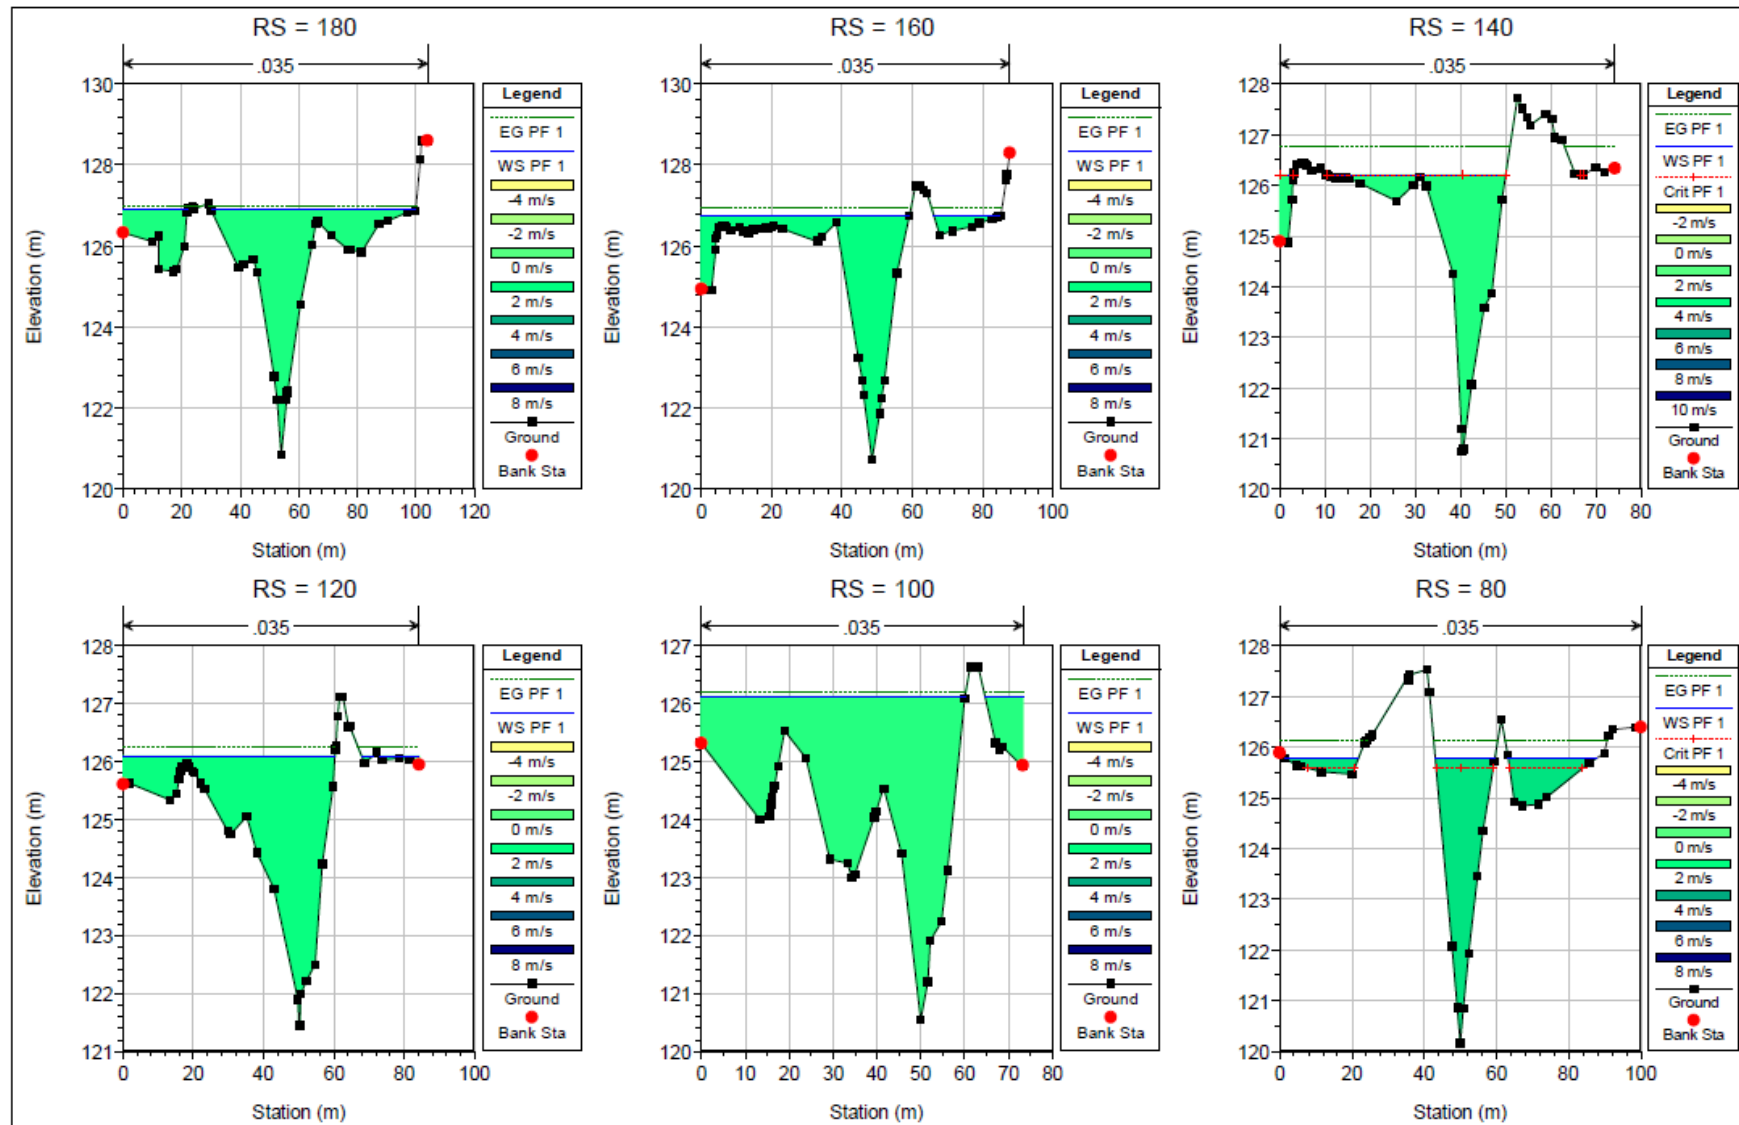 RS = 180
.035
Elevation (m)
130
128
126
124
122
120
0 20 40 60 80 100 120
Station (m)
Legend
EG PF 1
WS PF 1
-4 m/s
-2 m/s
0 m/s
2 m/s
4 m/s
6 m/s
8 m/s
Ground
Bank Sta
RS = 160
.035
Elevation (m)
130
128
126
124
122
120
0 20 40 60 80 100
Station (m)
Legend
EG PF 1
WS PF 1
-4 m/s
-2 m/s
0 m/s
2 m/s
4 m/s
6 m/s
8 m/s
Ground
Bank Sta
RS = 140
.035
Elevation (m)
128
127
126
125
124
123
122
121
120
0 10 20 30 40 50 60 70 80
Station (m)
Legend
EG PF 1
WS PF 1
Crit PF 1
-2 m/s
0 m/s
2 m/s
4 m/s
6 m/s
8 m/s
10 m/s
Ground
Bank Sta
RS = 120
.035
Elevation (m)
128
127
126
125
124
123
122
121
0 20 40 60 80 100
Station (m)
Legend
EG PF 1
WS PF 1
-4 m/s
-2 m/s
0 m/s
2 m/s
4 m/s
6 m/s
8 m/s
Ground
Bank Sta
RS = 100
.035
Elevation (m)
127
126
125
124
123
122
121
120
0 10 20 30 40 50 60 70 80
Station (m)
Legend
EG PF 1
WS PF 1
-4 m/s
-2 m/s
0 m/s
2 m/s
4 m/s
6 m/s
8 m/s
Ground
Bank Sta
RS = 80
.035
Elevation (m)
128
127
126
125
124
123
122
121
120
0 20 40 60 80 100
Station (m)
Legend
EG PF 1
WS PF 1
Crit PF 1
-4 m/s
-2 m/s
0 m/s
2 m/s
4 m/s
6 m/s
8 m/s
Ground
Bank Sta